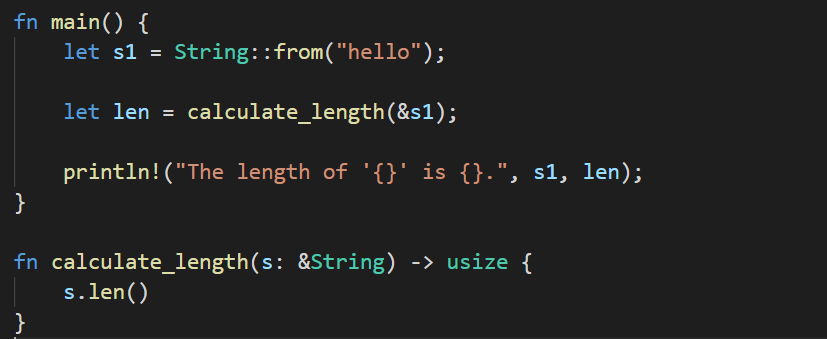 fn main() {
    let s1 = String::from("hello");
    let len = calculate_length(&s1);
    println!("The length of '{}' is {}.", s1, len);
}
fn calculate_length(s: &String) -> usize {
    s.len()
}